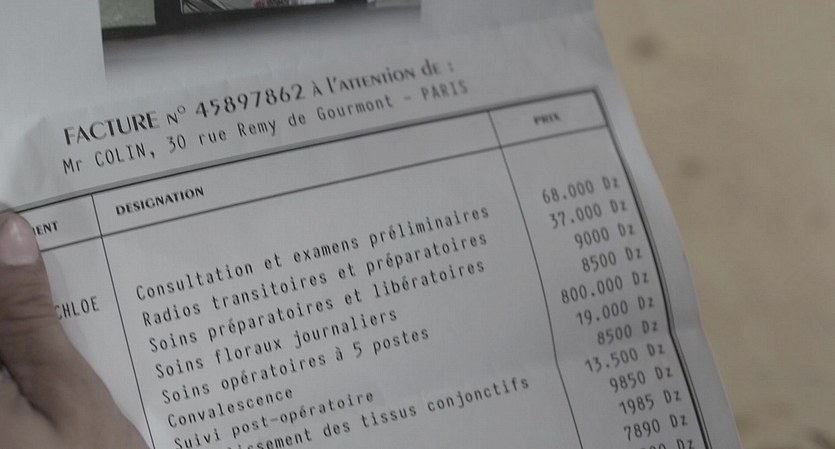 FACTURE N° 45897862 À L'ATTENTION DE :
Mr COLIN, 30 rue Remy de Gourmont - PARIS
DESIGNATION
PRIX
CHLOE
Consultation et examens préliminaires 68.000 Dz
Radios transitoires et préparatoires 37.000 Dz
Soins préparatoires et libératoires 9000 Dz
Soins floraux journaliers 8500 Dz
Soins opératoires à 5 postes 800.000 Dz
Convalescence 19.000 Dz
Suivi post-opératoire 8500 Dz
des tissus conjonctifs 13.500 Dz
9850 Dz
1985 Dz
7890 Dz
Dz